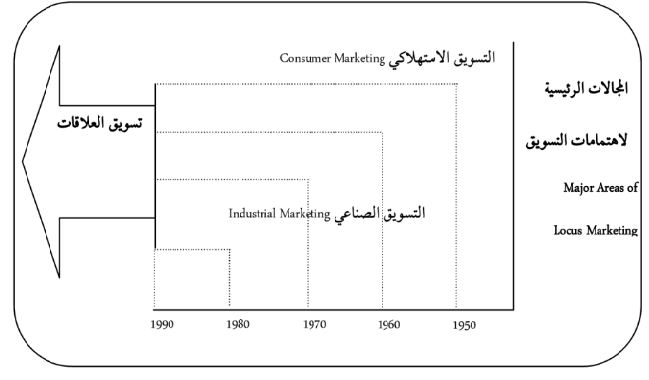 التسويق الاستهلاكي Consumer Marketing
المجالات الرئيسية
لاهتمامات التسويق
Major Areas of
Locus Marketing
تسويق العلاقات
التسويق الصناعي Industrial Marketing
1990 1980 1970 1960 1950